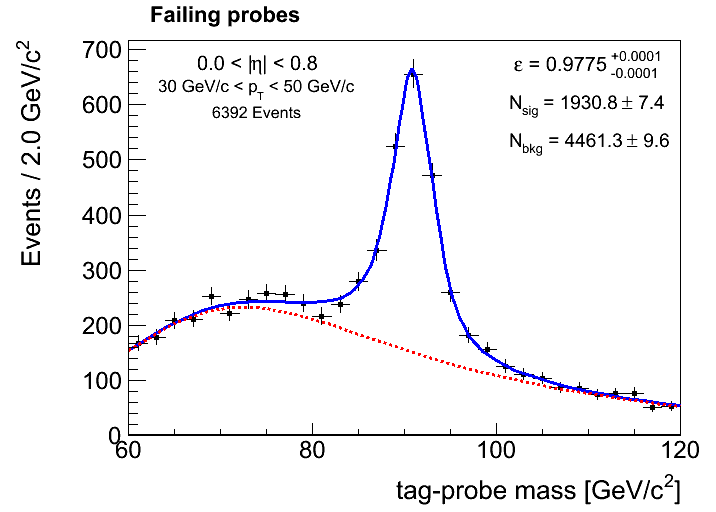 Failing probes
0.0 < |η| < 0.8
30 GeV/c < p_T < 50 GeV/c
6392 Events
ε = 0.9775 +0.0001 -0.0001
N_sig = 1930.8 ± 7.4
N_bkg = 4461.3 ± 9.6
Events / 2.0 GeV/c²
700
600
500
400
300
200
100
0
60
80
100
120
tag-probe mass [GeV/c²]